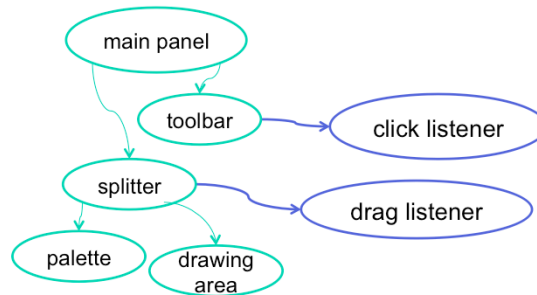 main panel
toolbar
click listener
splitter
drag listener
palette
drawing
area